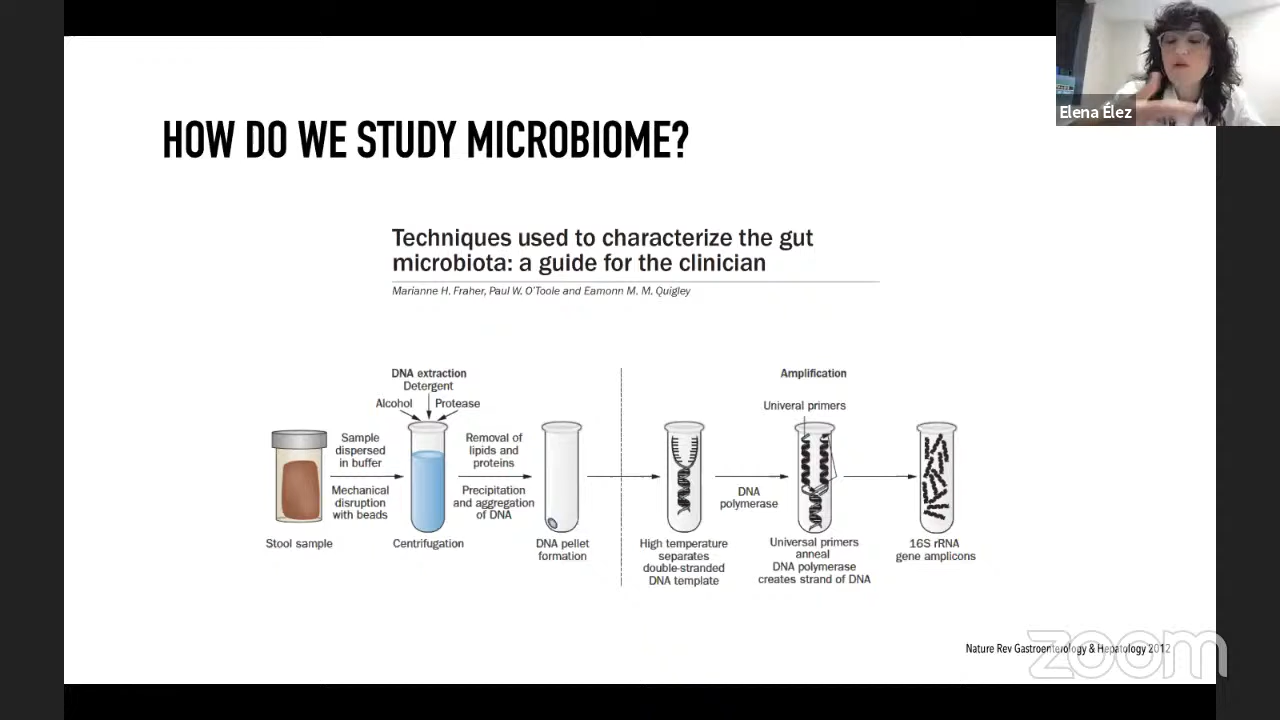 Elena Élez
HOW DO WE STUDY MICROBIOME?
Techniques used to characterize the gut
microbiota: a guide for the clinician
Marianne H. Fraher, Paul W. O'Toole and Eamonn M. M. Quigley
DNA extraction
Detergent
Alcohol
Protease
Sample
dispersed
in buffer
Mechanical
disruption
with beads
Removal of
lipids and
proteins
Precipitation
and aggregation
of DNA
Stool sample
Centrifugation
DNA pellet
formation
Amplification
Univeral primers
DNA
polymerase
High temperature
separates
double-stranded
DNA template
Universal primers
anneal
DNA polymerase
creates strand of DNA
16S rRNA
gene amplicons
Nature Rev Gastroenterology & Hepatology 2012
zoom